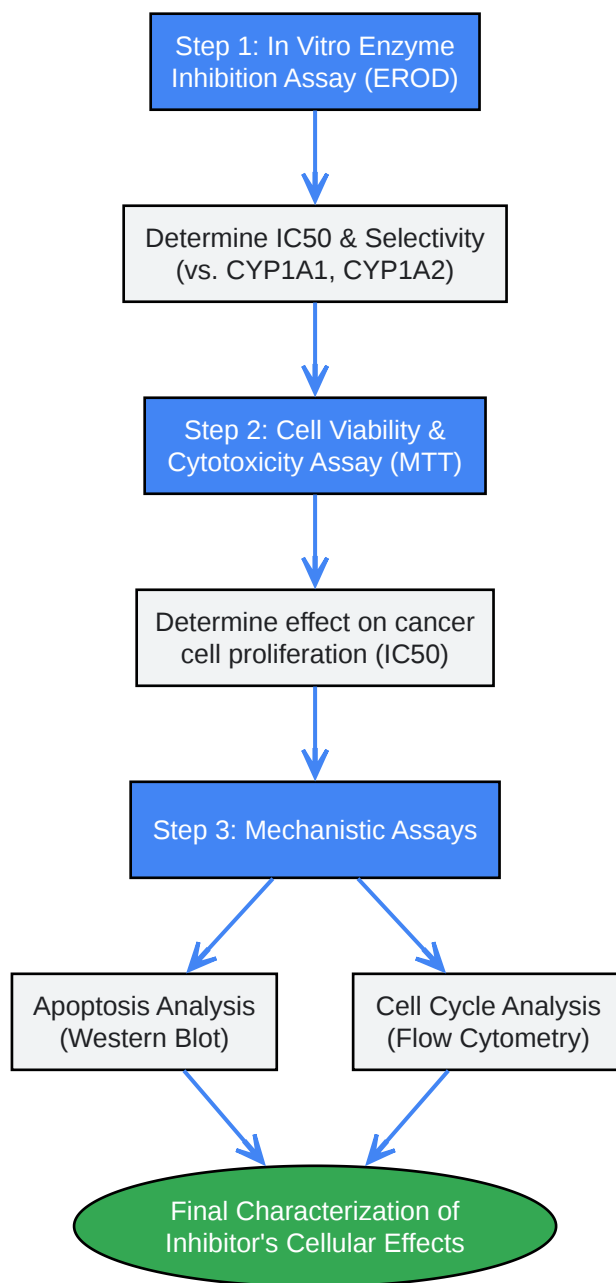 Step 1: In Vitro Enzyme
Inhibition Assay (EROD)
Determine IC50 & Selectivity
(vs. CYP1A1, CYP1A2)
Step 2: Cell Viability &
Cytotoxicity Assay (MTT)
Determine effect on cancer
cell proliferation (IC50)
Step 3: Mechanistic Assays
Apoptosis Analysis
(Western Blot)
Cell Cycle Analysis
(Flow Cytometry)
Final Characterization of
Inhibitor's Cellular Effects